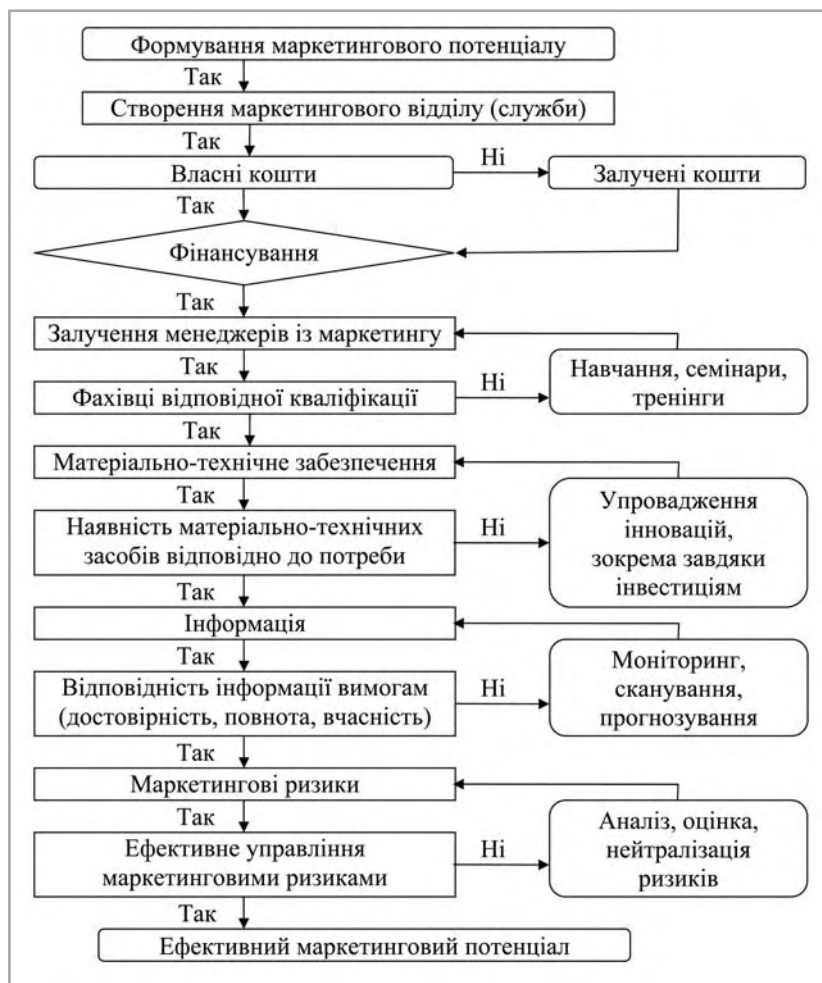 Формування маркетингового потенціалу
Так
Створення маркетингового відділу (служби)
Так
Власні кошти
Ні
Залучені кошти
Так
Фінансування
Так
Залучення менеджерів із маркетингу
Так
Фахівці відповідної кваліфікації
Ні
Навчання, семінари,
тренінги
Так
Матеріально-технічне забезпечення
Так
Наявність матеріально-технічних
засобів відповідно до потреби
Ні
Упровадження
інновацій,
зокрема завдяки
інвестиціям
Так
Інформація
Так
Відповідність інформації вимогам
(достовірність, повнота, вчасність)
Ні
Моніторинг,
сканування,
прогнозування
Так
Маркетингові ризики
Так
Ефективне управління
маркетинговими ризиками
Ні
Аналіз, оцінка,
нейтралізація
ризиків
Так
Ефективний маркетинговий потенціал